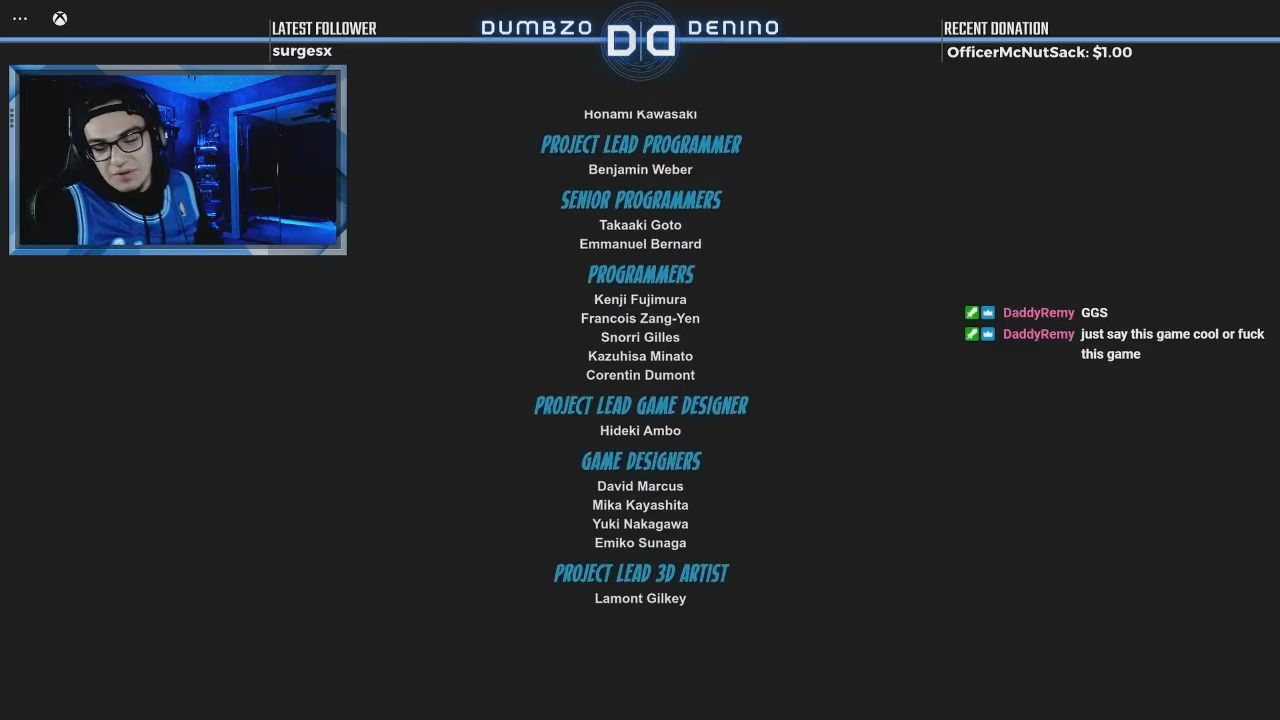 LATEST FOLLOWER
surgesx
DUMBZO DD DENINO
RECENT DONATION
OfficerMcNutSack: $1.00
Honami Kawasaki
PROJECT LEAD PROGRAMMER
Benjamin Weber
SENIOR PROGRAMMERS
Takaaki Goto
Emmanuel Bernard
PROGRAMMERS
Kenji Fujimura
Francois Zang-Yen
Snorri Gilles
Kazuhisa Minato
Corentin Dumont
PROJECT LEAD GAME DESIGNER
Hideki Ambo
GAME DESIGNERS
David Marcus
Mika Kayashita
Yuki Nakagawa
Emiko Sunaga
PROJECT LEAD 3D ARTIST
Lamont Gilkey
DaddyRemy GGS
DaddyRemy just say this game cool or fuck
this game